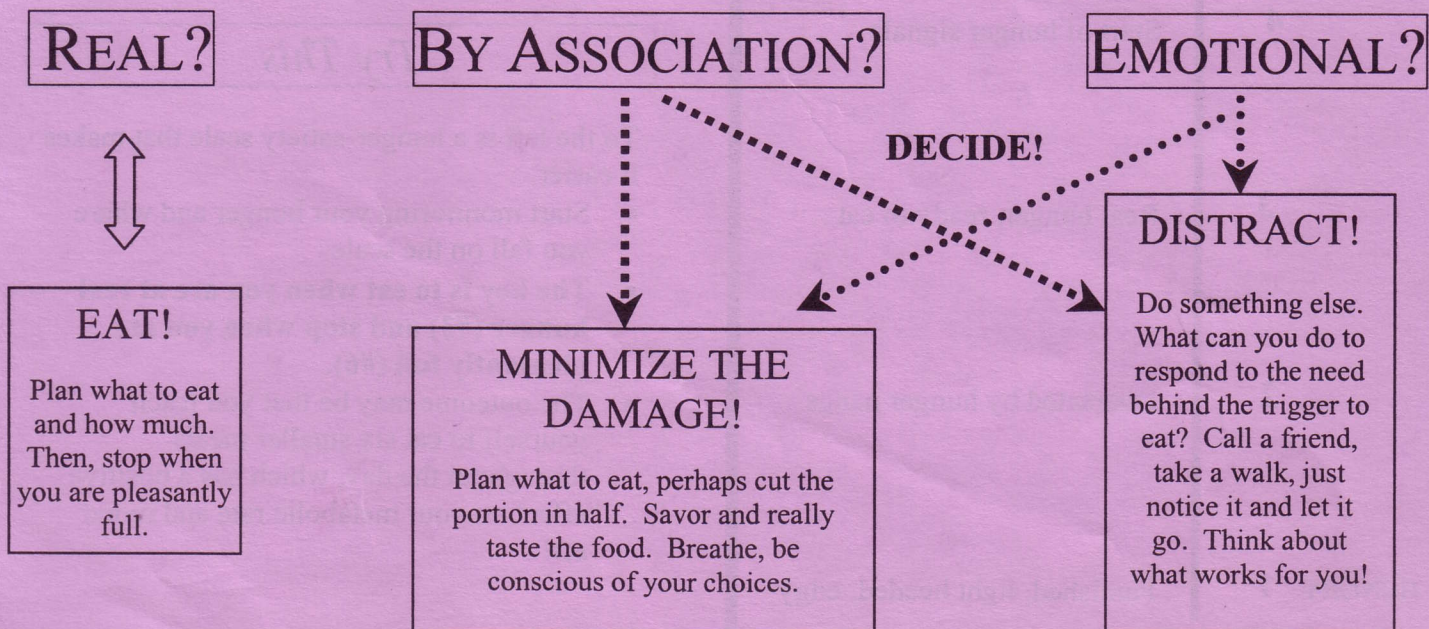 REAL?
BY ASSOCIATION?
EMOTIONAL?
DECIDE!
EAT!
Plan what to eat
and how much.
Then, stop when
you are pleasantly
full.
MINIMIZE THE
DAMAGE!
Plan what to eat, perhaps cut the
portion in half. Savor and really
taste the food. Breathe, be
conscious of your choices.
DISTRACT!
Do something else.
What can you do to
respond to the need
behind the trigger to
eat? Call a friend,
take a walk, just
notice it and let it
go. Think about
what works for you!